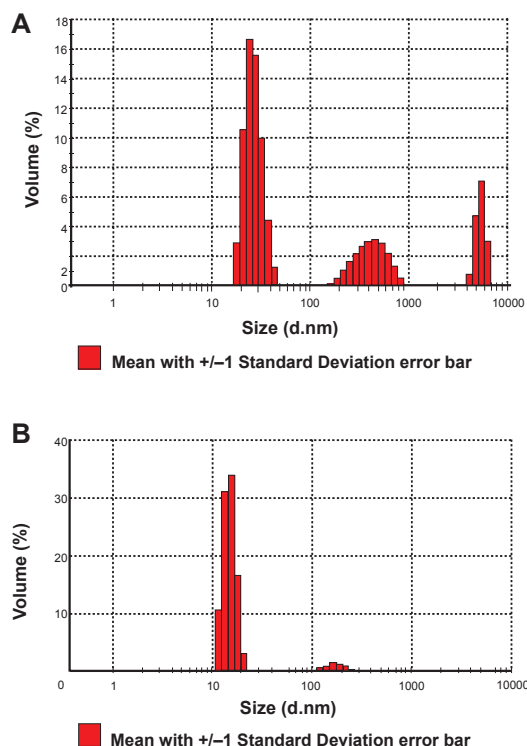 A
Volume (%)
18
16
14
12
10
8
6
4
2
0
1 10 100 1000 10000
Size (d.nm)
Mean with +/–1 Standard Deviation error bar
B
Volume (%)
40
30
20
10
0 1 10 100 1000 10000
Size (d.nm)
Mean with +/–1 Standard Deviation error bar